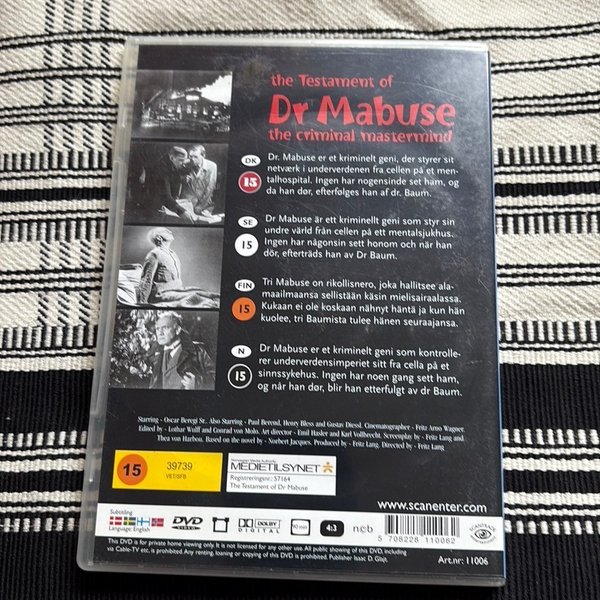 the Testament of
Dr Mabuse
the criminal mastermind
DK
15
Dr. Mabuse er et kriminelt geni, der styrer sit
netværk i underverdenen fra cellen på et men-
talhospital. Ingen har nogensinde set ham, og
da han dør, efterfølges han af dr. Baum.
SE
15
Dr Mabuse är ett kriminellt geni som styr sin
undre värld från cellen på ett mentalsjukhus.
Ingen har någonsin sett honom och när han
dör, efterträds han av Dr Baum.
FIN
15
Tri Mabuse on rikollisnero, joka hallitsee ala-
maailmaansa sellistään käsin mielisairaalassa.
Kukaan ei ole koskaan nähnyt häntä ja kun hän
kuolee, tri Baumista tulee hänen seuraajansa.
N
15
Dr Mabuse er et kriminelt geni som kontrolle-
rer underverdensimperiet sitt fra cella på et
sinnssykehus. Ingen har noen gang sett ham,
og når han dør, blir han etterfulgt av dr Baum.
Starring - Oscar Beregi Sr. Also Starring - Paul Bernd, Henry Bless and Gustav Diessl. Cinematographer - Fritz Arno Wagner.
Edited by - Lothar Wolff and Conrad von Molo. Art director - Emil Hasler and Karl Vollbrecht. Screenplay by - Fritz Lang and
Thea von Harbou. Based on the novel by - Norbert Jacques. Produced by - Fritz Lang. Directed by - Fritz Lang
15
39739
VET/SFB
Norwegian Media Authority
MEDIETILSYNET
Registreringsnr.: 57164
The Testament of Dr Mabuse
www.scanenter.com
Subtitling
Language: English
DVD
VIDEO
DOLBY
DIGITAL
4:3
ncb
5 708228 110062
This DVD is for private home viewing only. It is not licensed for any other use. All public showing of this DVD, including
via Cable-TV etc. is prohibited. Any renting, loaning or copying of this DVD is prohibited. Publisher Isaac D.
Art.nr: 11006